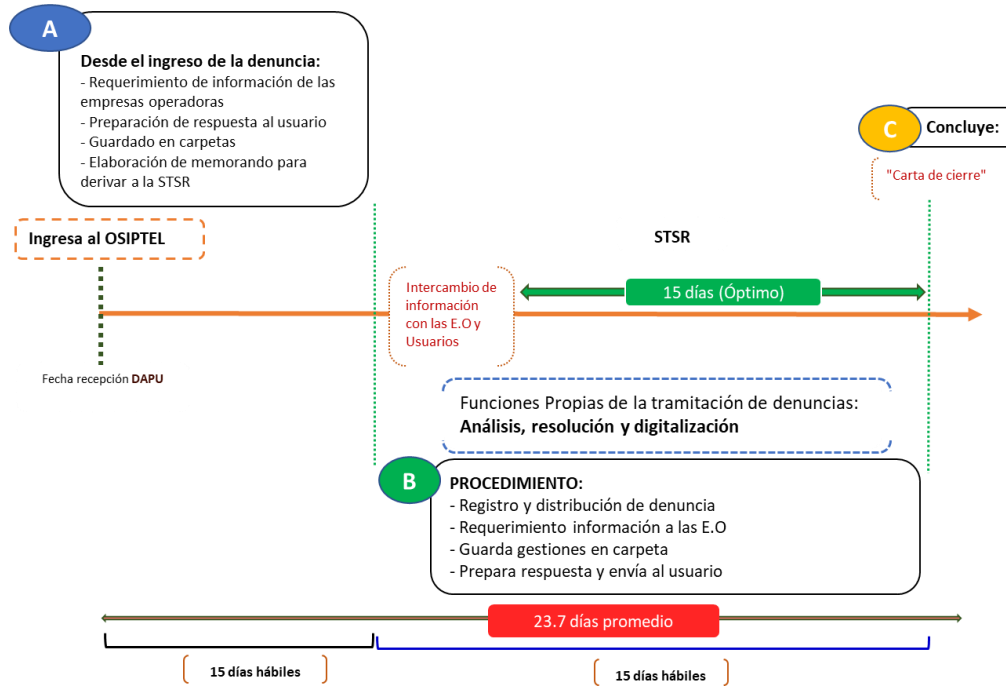 A
Desde el ingreso de la denuncia:
- Requerimiento de información de las
empresas operadoras
- Preparación de respuesta al usuario
- Guardado en carpetas
- Elaboración de memorando para
derivar a la STSR
C
Concluye:
"Carta de cierre"
Ingresa al OSIPTEL
STSR
Intercambio de
información
con las E.O y
Usuarios
15 días (Óptimo)
Fecha recepción DAPU
Funciones Propias de la tramitación de denuncias:
Análisis, resolución y digitalización
B
PROCEDIMIENTO:
- Registro y distribución de denuncia
- Requerimiento información a las E.O
- Guarda gestiones en carpeta
- Prepara respuesta y envía al usuario
23.7 días promedio
15 días hábiles
15 días hábiles